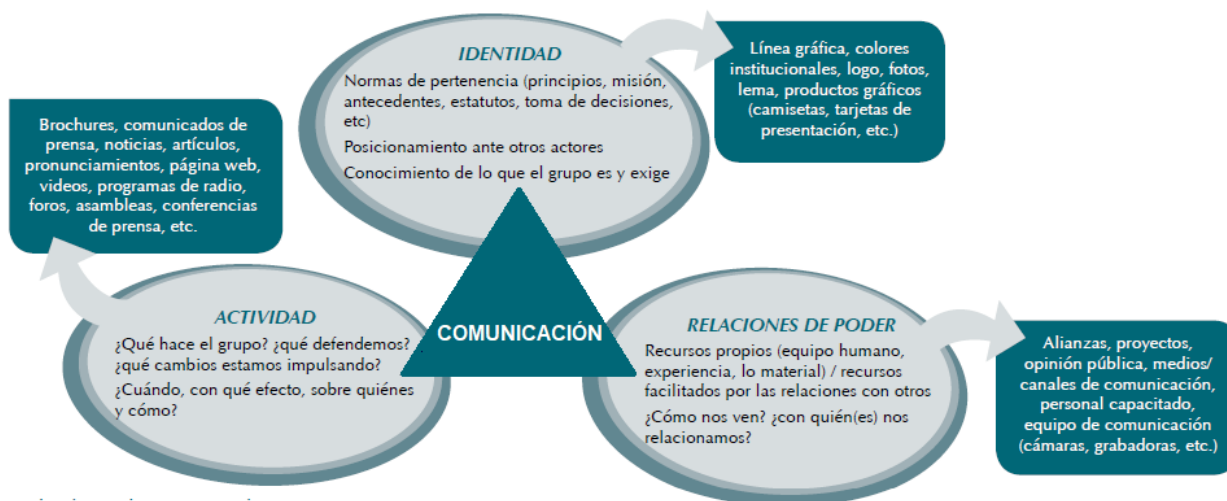 IDENTIDAD
Normas de pertenencia (principios, misión,
antecedentes, estatutos, toma de decisiones,
etc)
Posicionamiento ante otros actores
Conocimiento de lo que el grupo es y exige
Línea gráfica, colores
institucionales, logo, fotos,
lema, productos gráficos
(camisetas, tarjetas de
presentación, etc.)
Brochures, comunicados de
prensa, noticias, artículos,
pronunciamientos, página web,
videos, programas de radio,
foros, asambleas, conferencias
de prensa, etc.
ACTIVIDAD
¿Qué hace el grupo? ¿qué defendemos?
¿qué cambios estamos impulsando?
¿Cuándo, con qué efecto, sobre quiénes
y cómo?
COMUNICACIÓN
RELACIONES DE PODER
Recursos propios (equipo humano,
experiencia, lo material) / recursos
facilitados por las relaciones con otros
¿Cómo nos ven? ¿con quién(es) nos
relacionamos?
Alianzas, proyectos,
opinión pública, medios/
canales de comunicación,
personal capacitado,
equipo de comunicación
(cámaras, grabadoras, etc.)